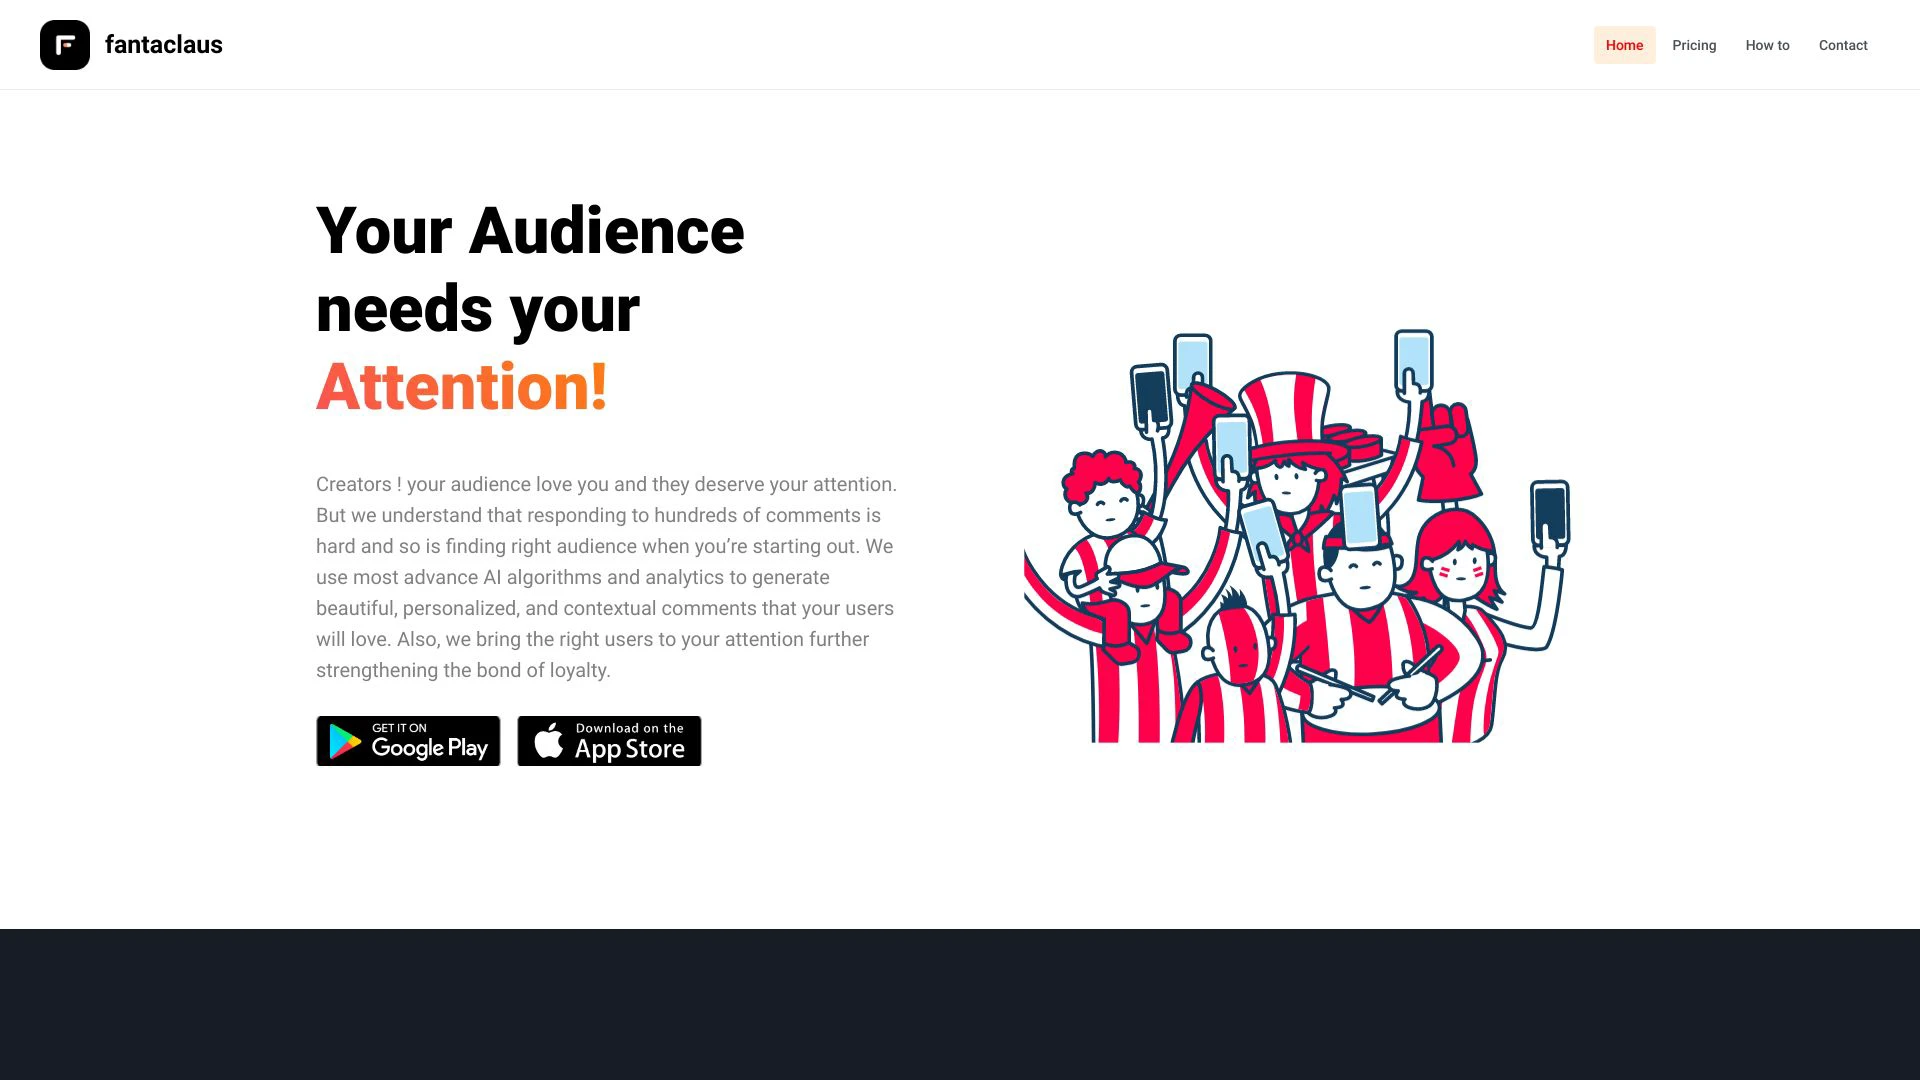 fantaclaus
Home
Pricing
How to
Contact
Your Audience
needs your
Attention!
Creators ! your audience love you and they deserve your attention.
But we understand that responding to hundreds of comments is
hard and so is finding right audience when you’re starting out. We
use most advance AI algorithms and analytics to generate
beautiful, personalized, and contextual comments that your users
will love. Also, we bring the right users to your attention further
strengthening the bond of loyalty.
GET IT ON
Google Play
Download on the
App Store